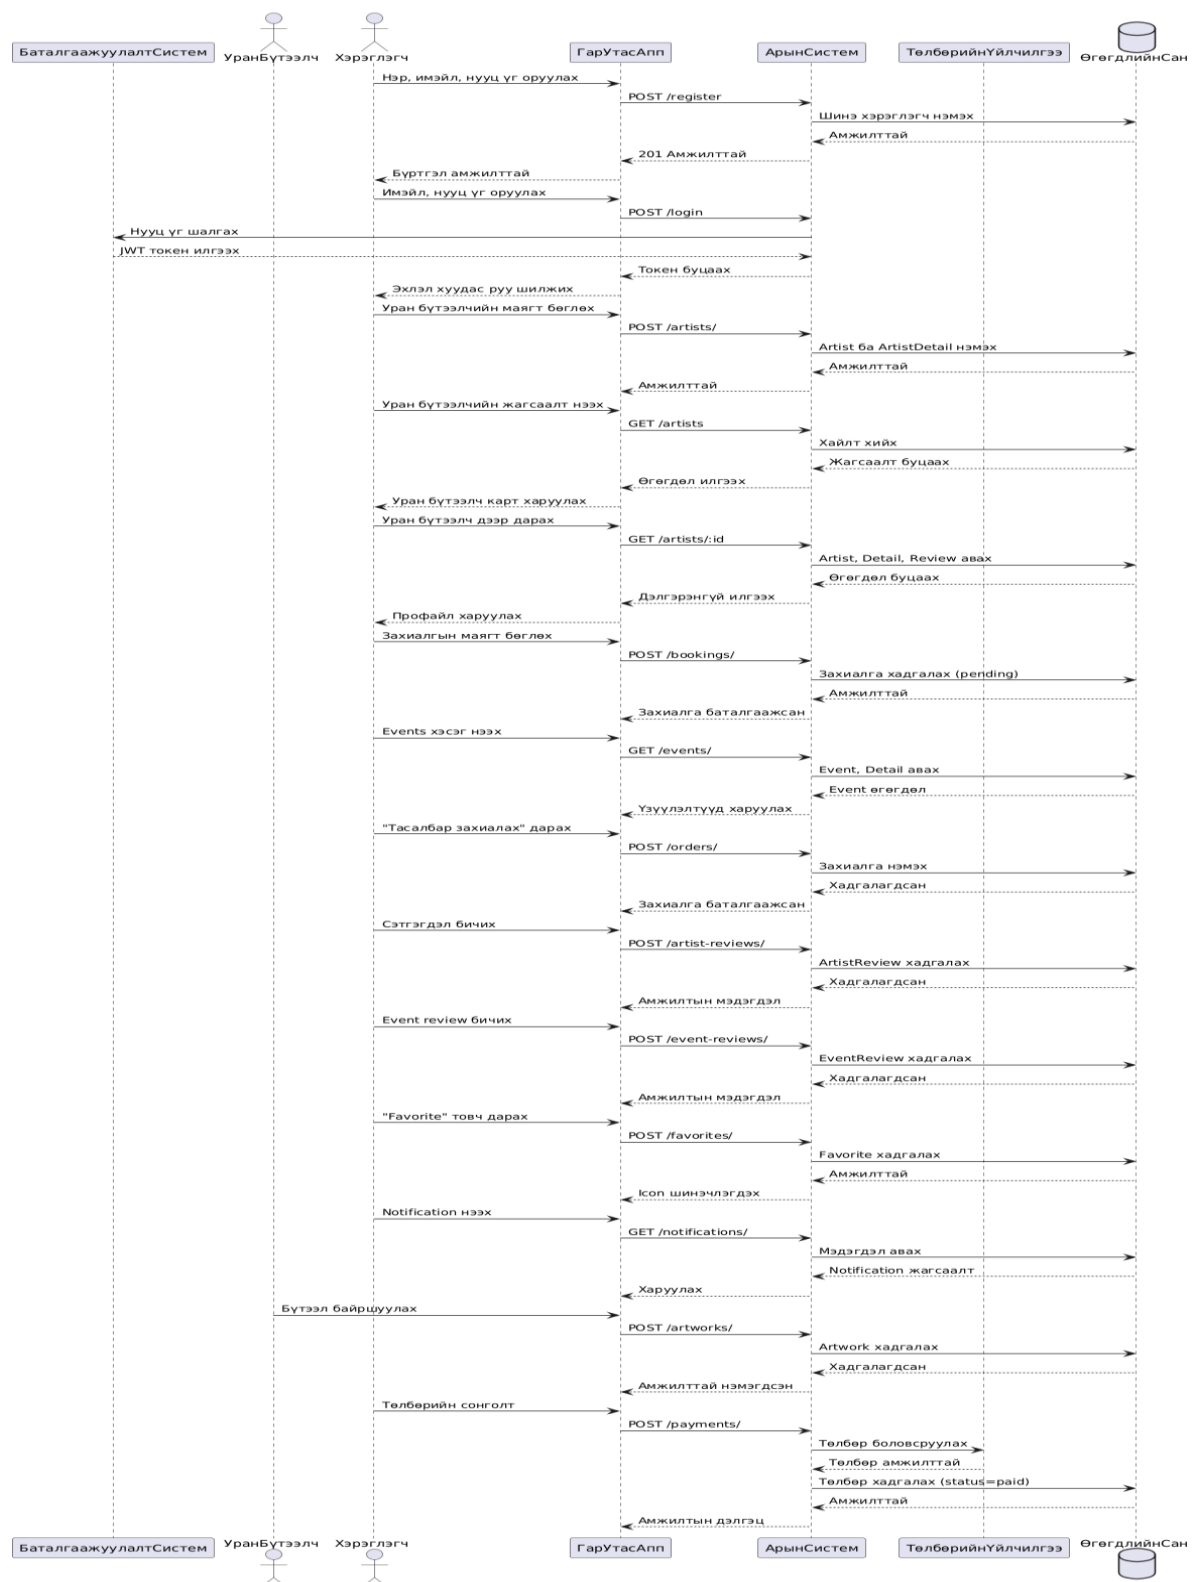 БаталгаажуулалтСистем УранБүтээлч Хэрэглэгч ГарУтасАпп АрынСистем ТөлбөрийнҮйлчилгээ ӨгөгдлийнСан
Нэр, имэйл, нууц үг оруулах
POST /register
Шинэ хэрэглэгч нэмэх
Амжилттай
201 Амжилттай
Бүртгэл амжилттай
Имэйл, нууц үг оруулах
POST /login
Нууц үг шалгах
JWT токен илгээх
Токен буцаах
Эхлэл хуудас руу шилжих
Уран бүтээлчийн маягт бөглөх
POST /artists/
Artist ба ArtistDetail нэмэх
Амжилттай
Амжилттай
Уран бүтээлчийн жагсаалт нээх
GET /artists
Хайлт хийх
Жагсаалт буцаах
Өгөгдөл илгээх
Уран бүтээлч карт харуулах
Уран бүтээлч дээр дарах
GET /artists/:id
Artist, Detail, Review авах
Өгөгдөл буцаах
Дэлгэрэнгүй илгээх
Профайл харуулах
Захиалгын маягт бөглөх
POST /bookings/
Захиалга хадгалах (pending)
Амжилттай
Захиалга баталгаажсан
Events хэсэг нээх
GET /events/
Event, Detail авах
Event өгөгдөл
Үзүүлэлтүүд харуулах
"Тасалбар захиалах" дарах
POST /orders/
Захиалга нэмэх
Хадгалагдсан
Захиалга баталгаажсан
Сэтгэгдэл бичих
POST /artist-reviews/
ArtistReview хадгалах
Хадгалагдсан
Амжилтын мэдэгдэл
Event review бичих
POST /event-reviews/
EventReview хадгалах
Хадгалагдсан
Амжилтын мэдэгдэл
"Favorite" товч дарах
POST /favorites/
Favorite хадгалах
Амжилттай
Icon шинэчлэгдэх
Notification нээх
GET /notifications/
Мэдэгдэл авах
Notification жагсаалт
Харуулах
Бүтээл байршуулах
POST /artworks/
Artwork хадгалах
Хадгалагдсан
Амжилттай нэмэгдсэн
Төлбөрийн сонголт
POST /payments/
Төлбөр боловсруулах
Төлбөр амжилттай
Төлбөр хадгалах (status=paid)
Амжилттай
Амжилтын дэлгэц
БаталгаажуулалтСистем УранБүтээлч Хэрэглэгч ГарУтасАпп АрынСистем ТөлбөрийнҮйлчилгээ ӨгөгдлийнСан